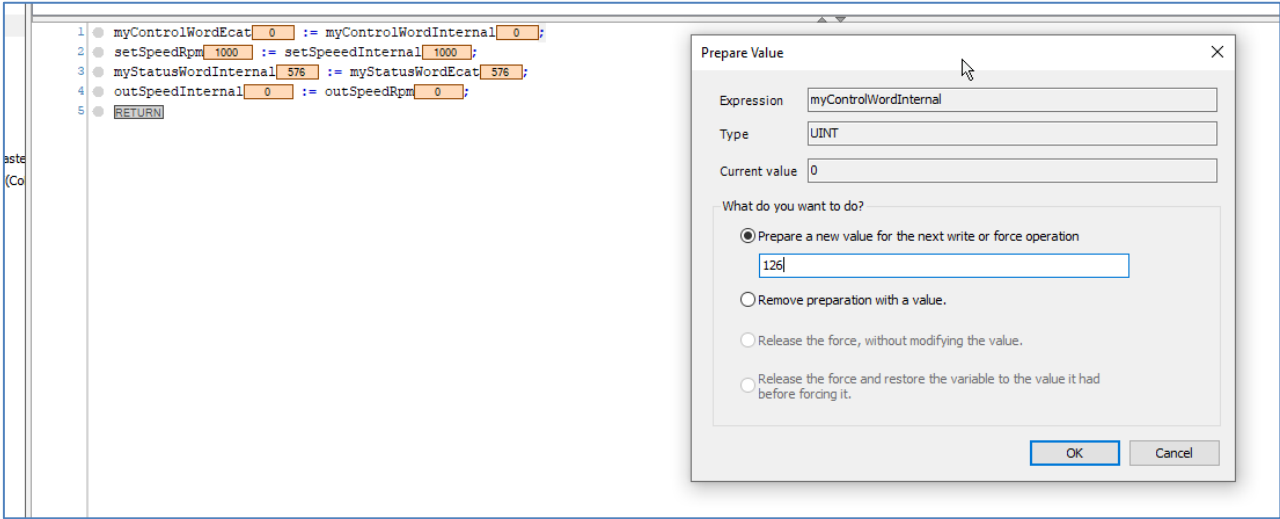 1 myControlWordEcat 0 := myControlWordInternal 0 ;
2 setSpeedRpm 1000 := setSpeeedInternal 1000 ;
3 myStatusWordInternal 576 := myStatusWordEcat 576 ;
4 outSpeedInternal 0 := outSpeedRpm 0 ;
5 RETURN
aste
(Co
Prepare Value
Expression myControlWordInternal
Type UINT
Current value 0
What do you want to do?
Prepare a new value for the next write or force operation
126
Remove preparation with a value.
Release the force, without modifying the value.
Release the force and restore the variable to the value it had
before forcing it.
OK Cancel